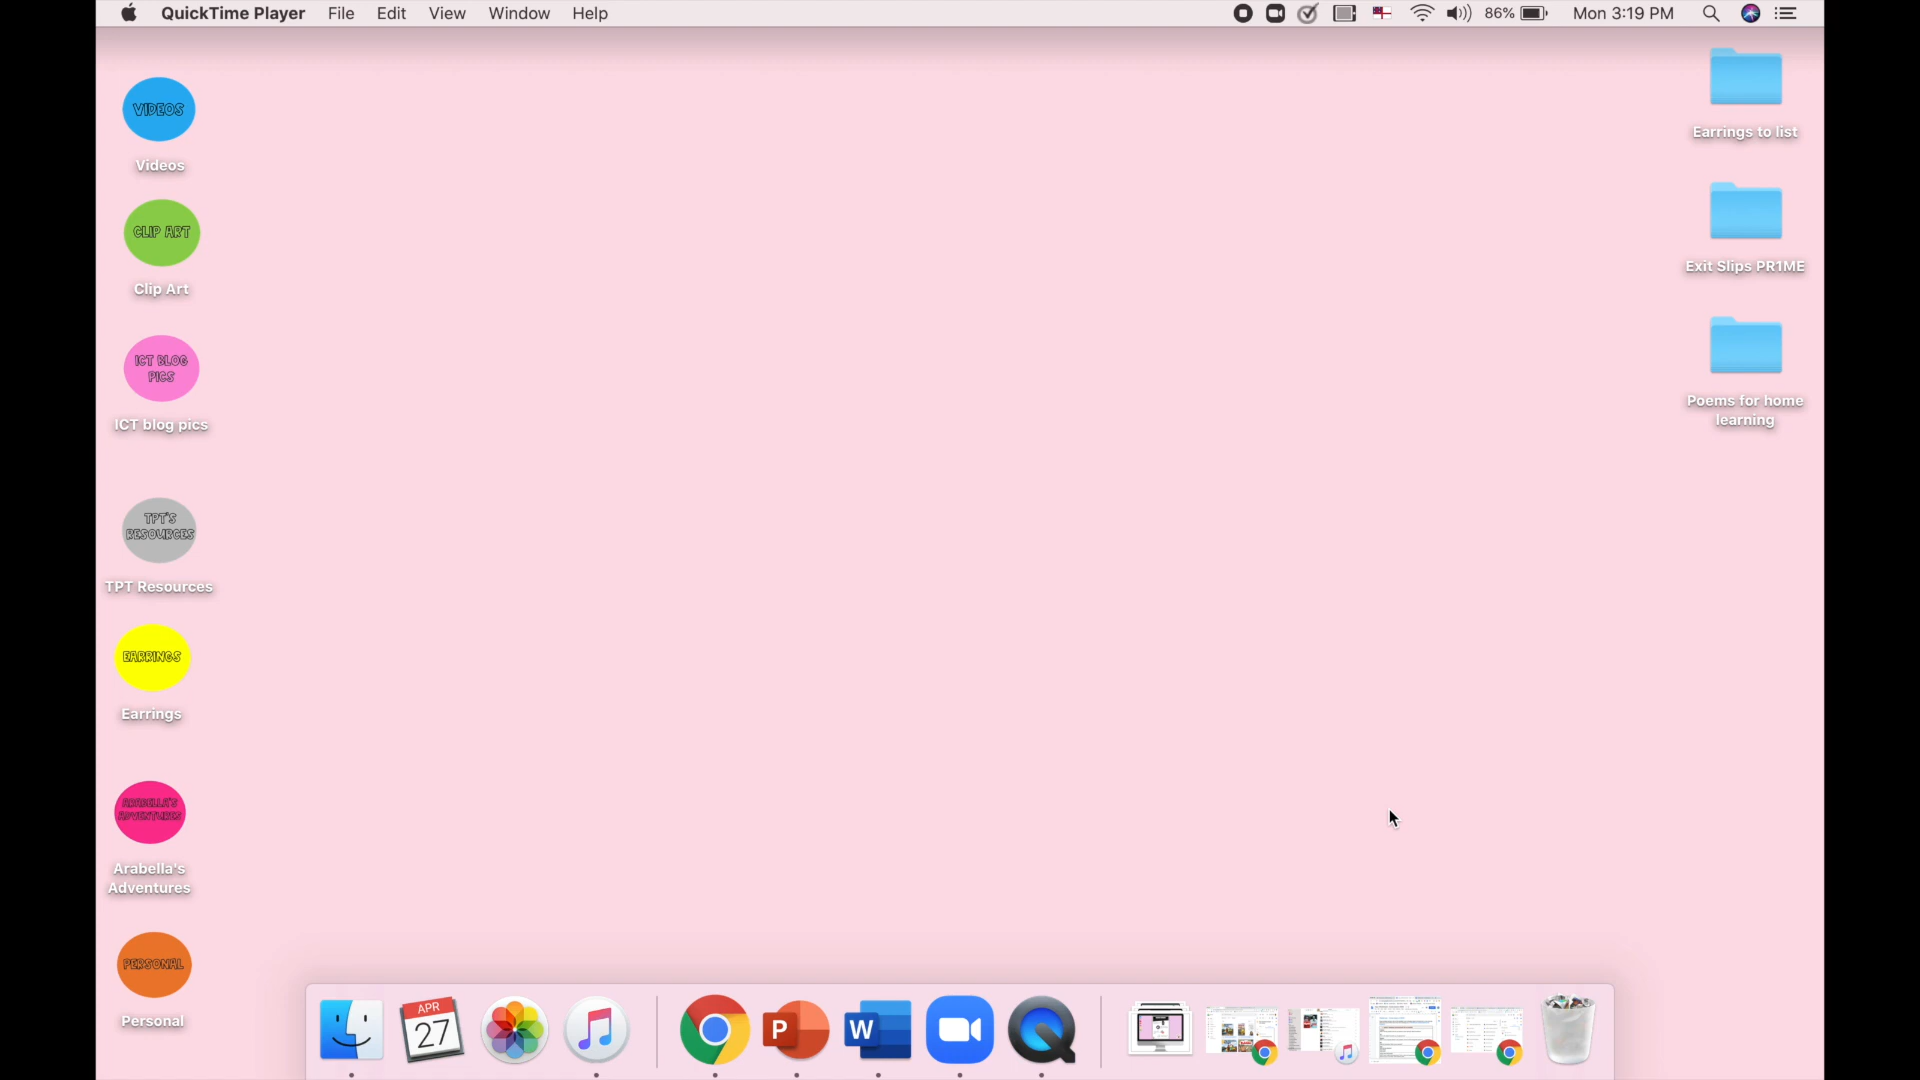 QuickTime Player File Edit View Window Help 86% Mon 3:19 PM
VIDEOS
Videos
CLIP ART
Clip Art
ICT BLOG
PICS
ICT blog pics
TPT'S
RESOURCES
TPT Resources
EARRINGS
Earrings
ARABELLA'S
ADVENTURES
Arabella's
Adventures
PERSONAL
Personal
Earrings to list
Exit Slips PR1ME
Poems for home
learning
APR
27
P
W